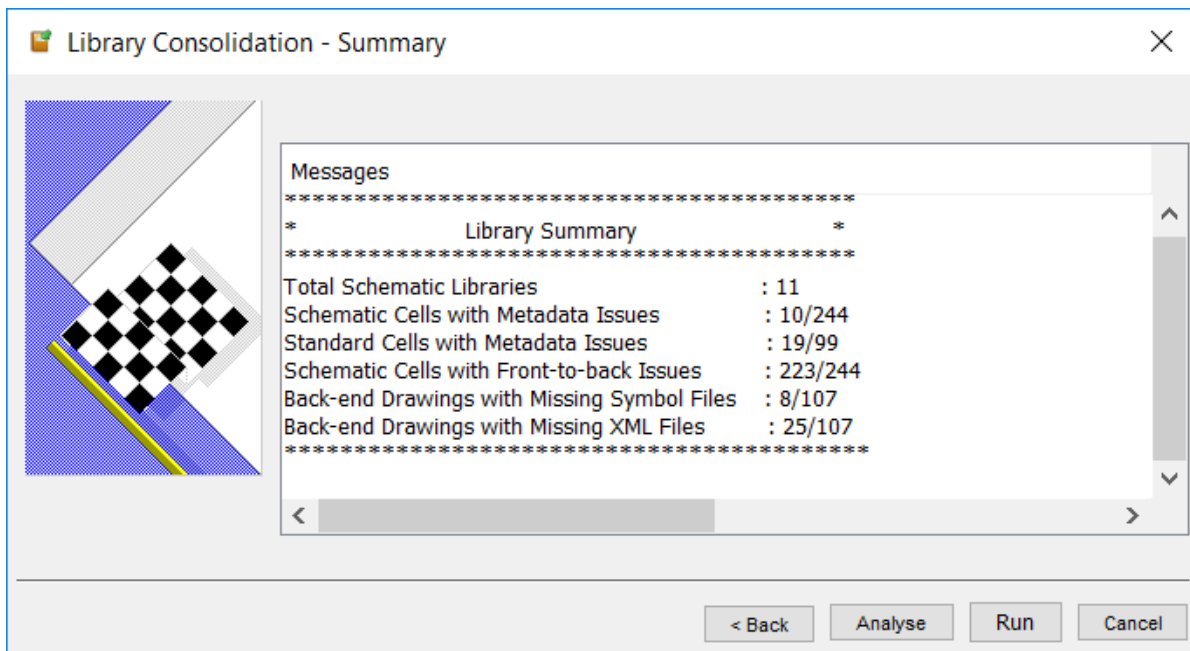 Library Consolidation - Summary
Messages
*****************************************
* Library Summary *
*****************************************
Total Schematic Libraries : 11
Schematic Cells with Metadata Issues : 10/244
Standard Cells with Metadata Issues : 19/99
Schematic Cells with Front-to-back Issues : 223/244
Back-end Drawings with Missing Symbol Files : 8/107
Back-end Drawings with Missing XML Files : 25/107
******************************************
< Back Analyse Run Cancel